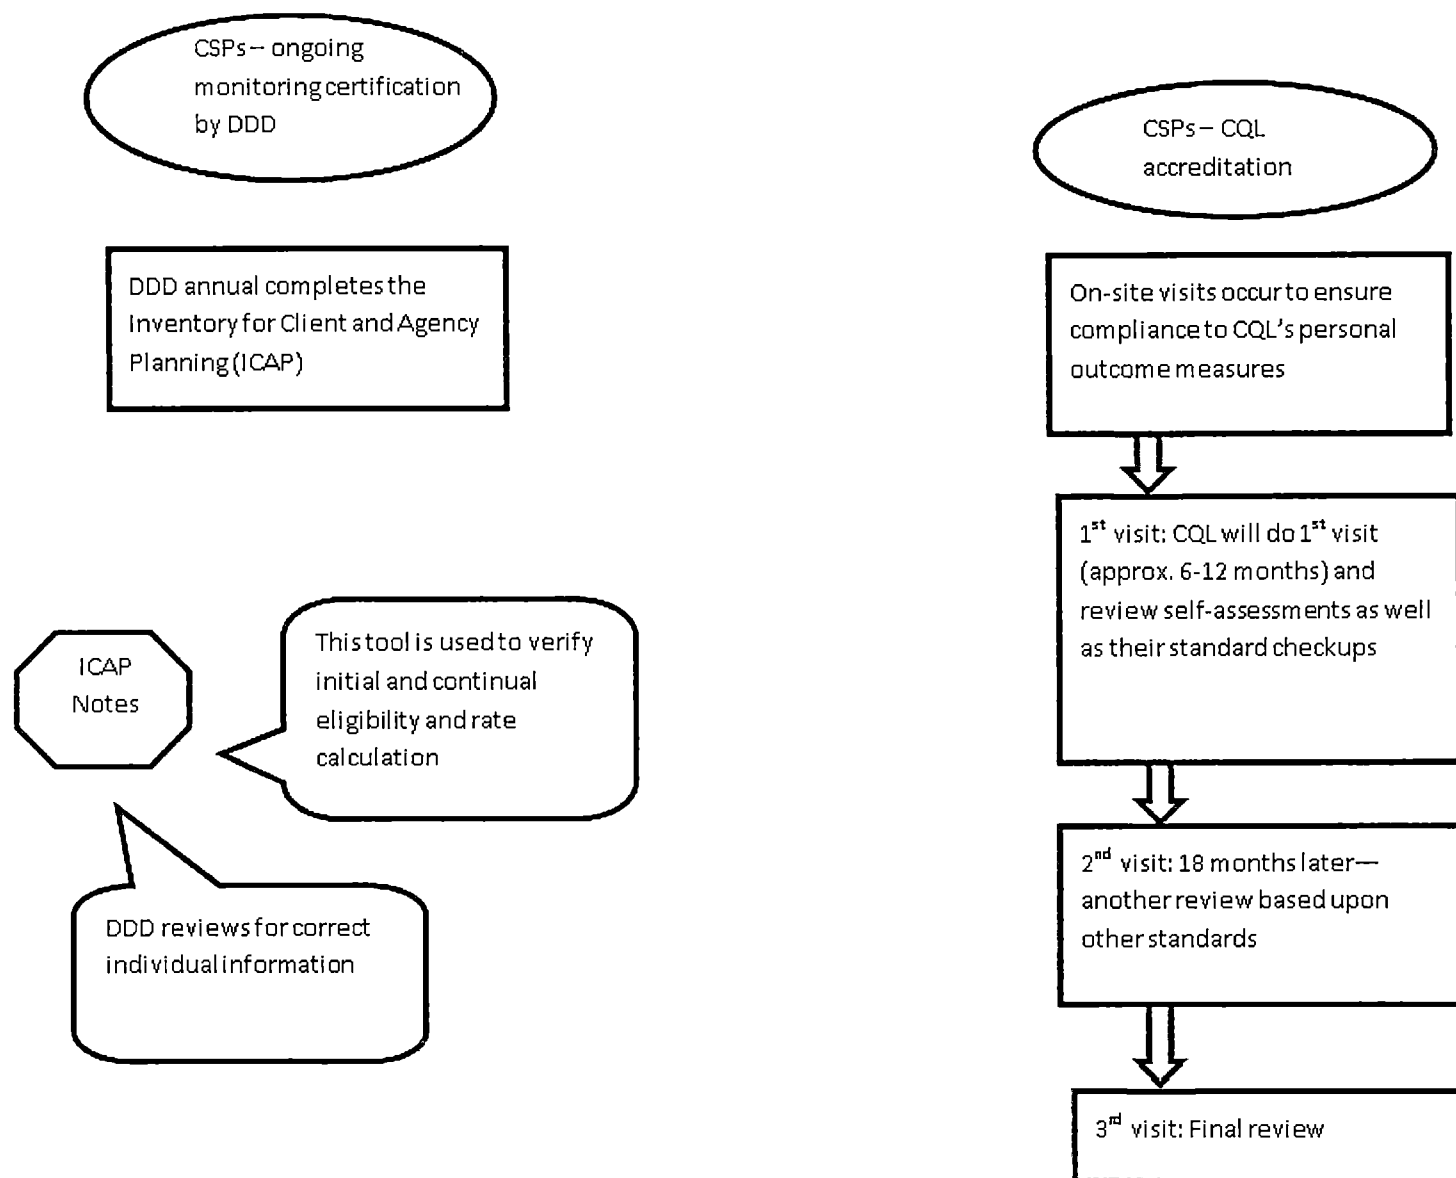 CSPs – ongoing
monitoring certification
by DDD
DDD annual completes the
Inventory for Client and Agency
Planning (ICAP)
ICAP
Notes
This tool is used to verify
initial and continual
eligibility and rate
calculation
DDD reviews for correct
individual information
CSPs – CQL
accreditation
On-site visits occur to ensure
compliance to CQL's personal
outcome measures
1st visit: CQL will do 1st visit
(approx. 6-12 months) and
review self-assessments as well
as their standard checkups
2nd visit: 18 months later—
another review based upon
other standards
3rd visit: Final review